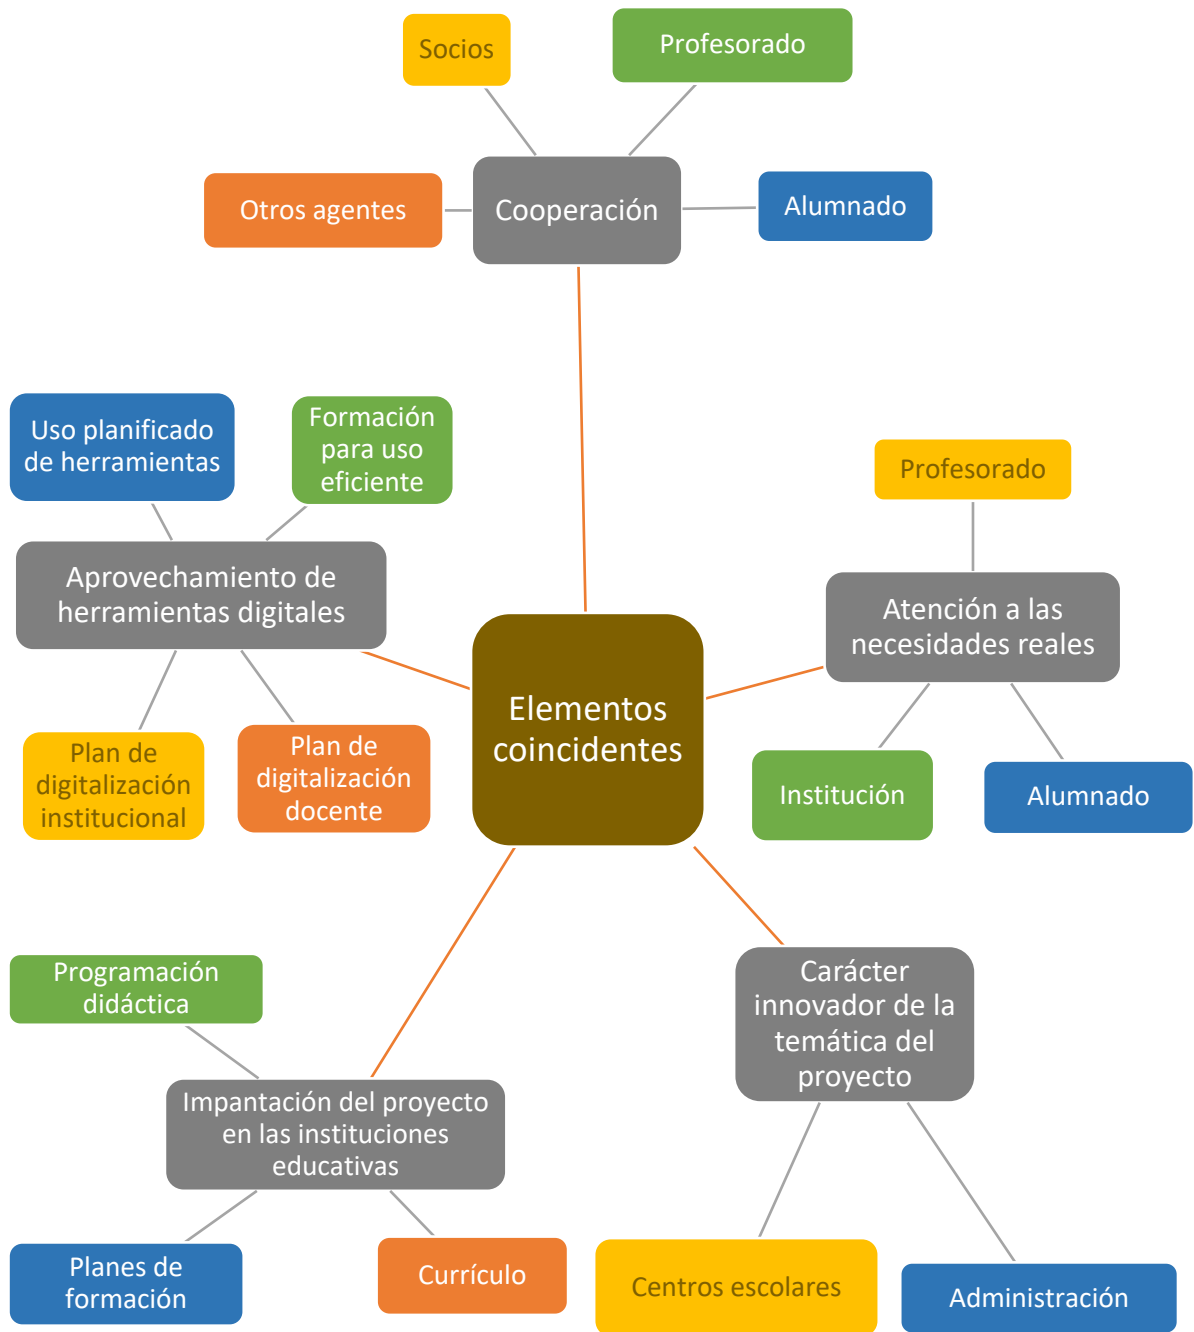 Socios
Profesorado
Otros agentes
Cooperación
Alumnado
Uso planificado
de herramientas
Formación
para uso
eficiente
Aprovechamiento de
herramientas digitales
Plan de
digitalización
institucional
Plan de
digitalización
docente
Profesorado
Atención a las
necesidades reales
Institución
Alumnado
Elementos
coincidentes
Programación
didáctica
Impantación del proyecto
en las instituciones
educativas
Planes de
formación
Currículo
Carácter
innovador de la
temática del
proyecto
Centros escolares
Administración